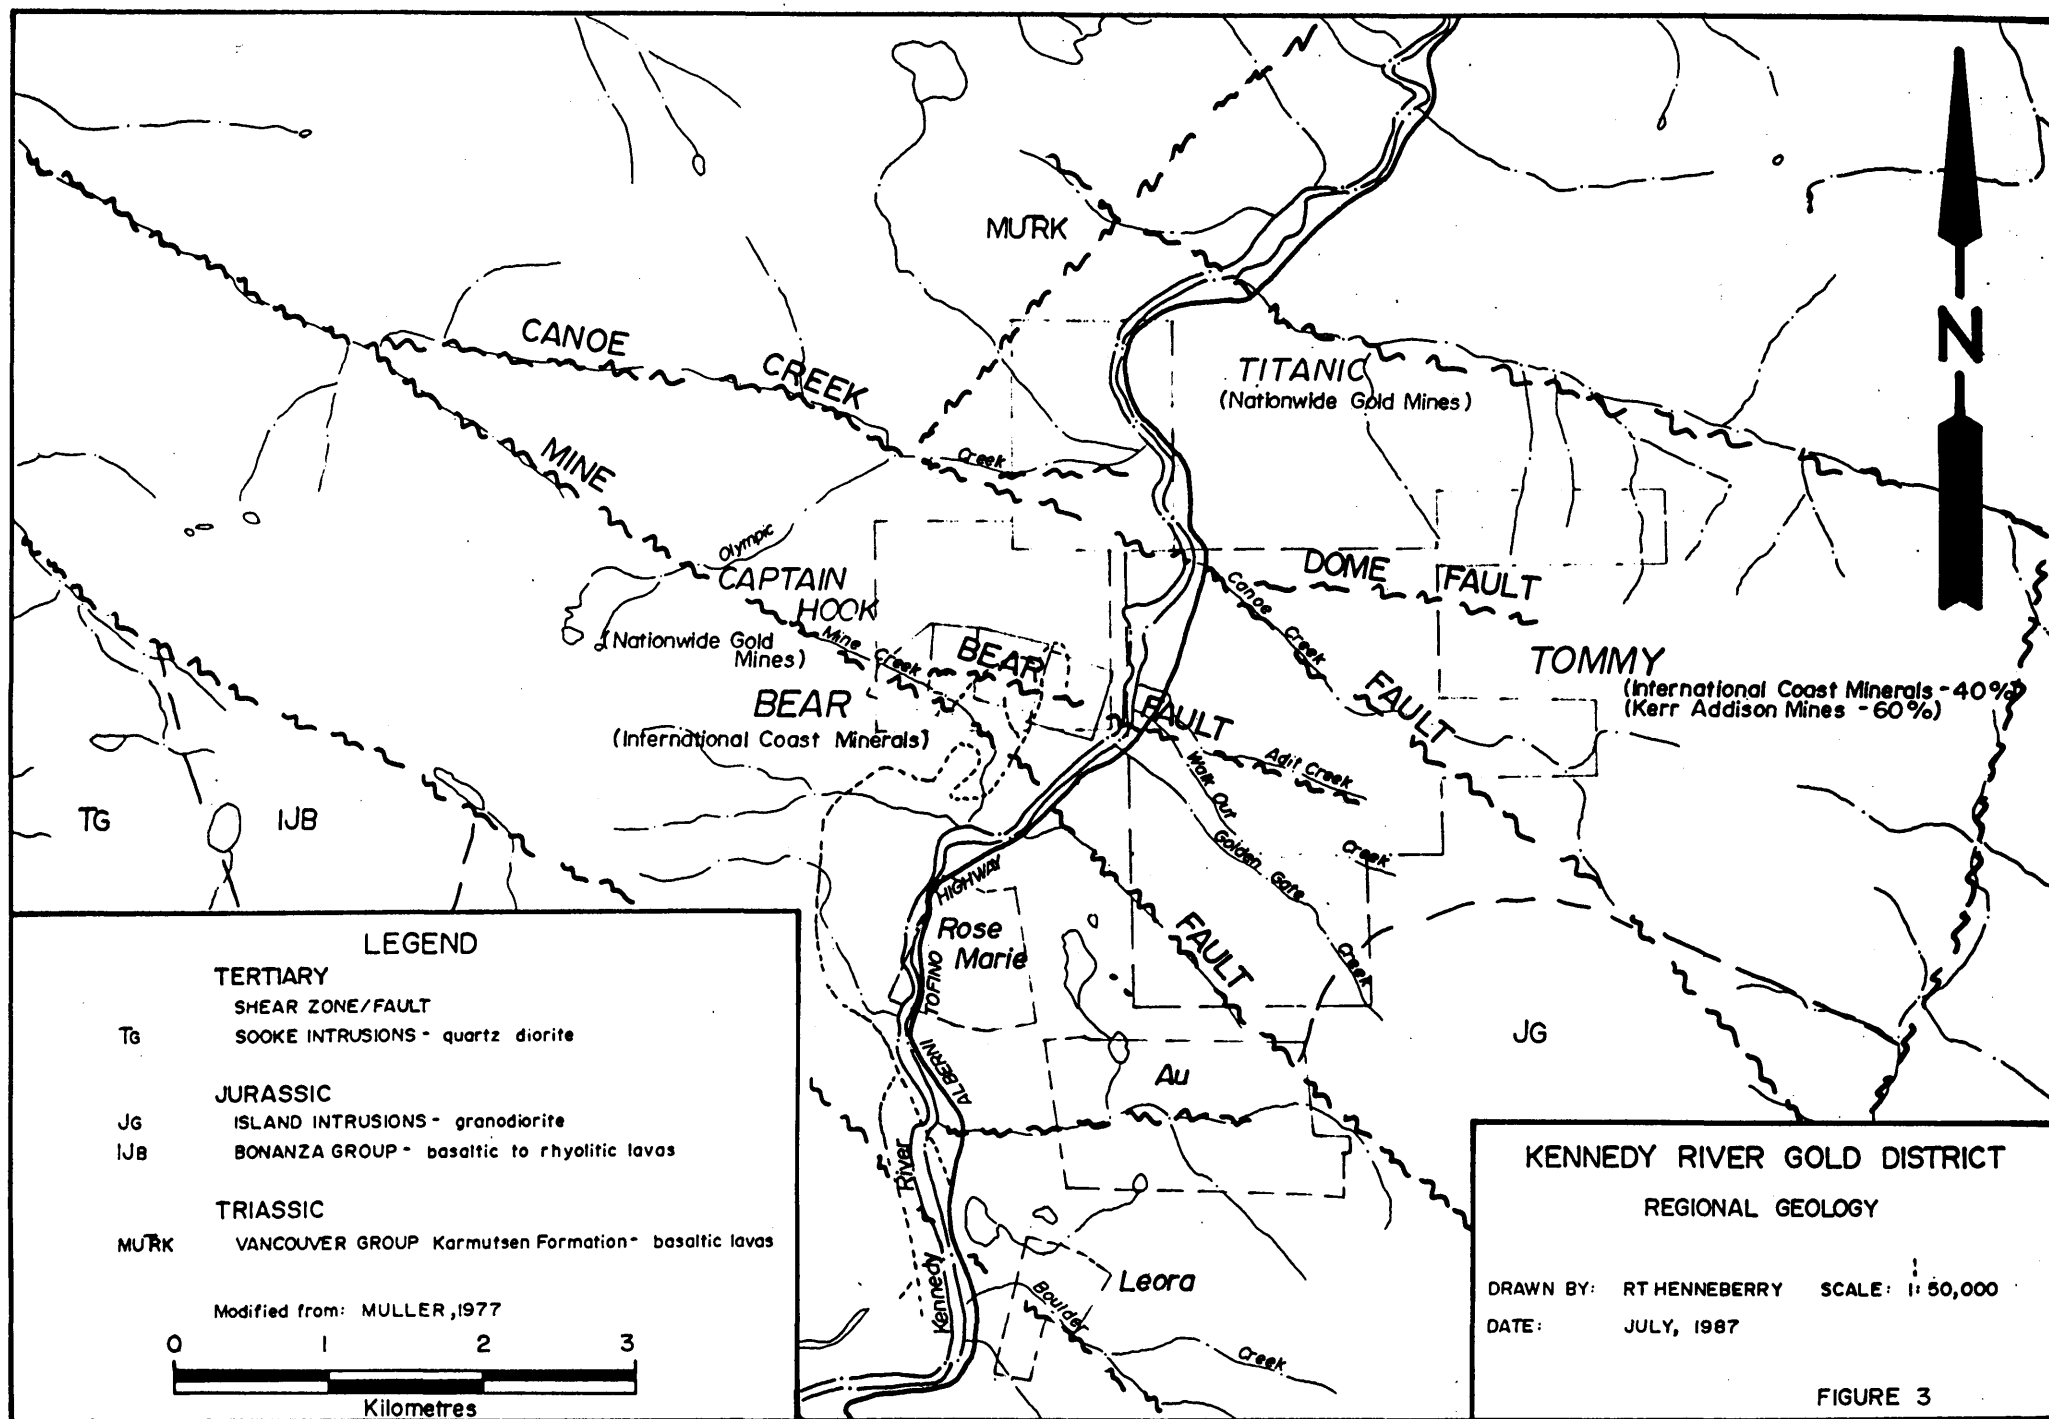 MUTRK
CANOE CREEK FAULT
TITANIC
(Nationwide Gold Mines)
N
MINE FAULT
Creek
Olympic
CAPTAIN
HOOK
(Nationwide Gold
Mines)
Mine Creek
DOME FAULT
Canoe
Creek
BEAR FAULT
BEAR
(International Coast Minerals)
TOMMY
(International Coast Minerals - 40%)
(Kerr Addison Mines - 60%)
Adit Creek
Walk Out
Creek
Golden Gate
Creek
TG
IJB
HIGHWAY
TOFINO
ALBERNI
Rose
Marie
JG
Au
River
Kennedy
Leora
Boulder
Creek
LEGEND
TERTIARY
SHEAR ZONE/FAULT
TG SOOKE INTRUSIONS - quartz diorite
JURASSIC
JG ISLAND INTRUSIONS - granodiorite
IJB BONANZA GROUP - basaltic to rhyolitic lavas
TRIASSIC
MUTRK VANCOUVER GROUP Karmutsen Formation - basaltic lavas
Modified from: MULLER, 1977
0 1 2 3
Kilometres
KENNEDY RIVER GOLD DISTRICT
REGIONAL GEOLOGY
DRAWN BY: RT HENNEBERRY SCALE: 1:50,000
DATE: JULY, 1987
FIGURE 3